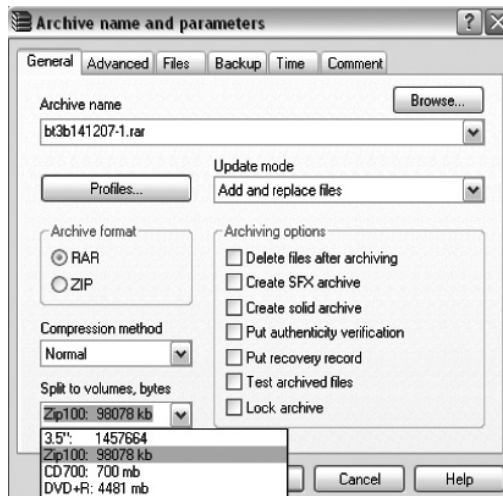 Archive name and parameters
?
General Advanced Files Backup Time Comment
Archive name
Browse...
bt3b141207-1.rar
Profiles...
Update mode
Add and replace files
Archive format
RAR
ZIP
Compression method
Normal
Split to volumes, bytes
Zip100: 98078 kb
3.5": 1457664
Zip100: 98078 kb
CD700: 700 mb
DVD+R: 4481 mb
Archiving options
Delete files after archiving
Create SFX archive
Create solid archive
Put authenticity verification
Put recovery record
Test archived files
Lock archive
Cancel
Help